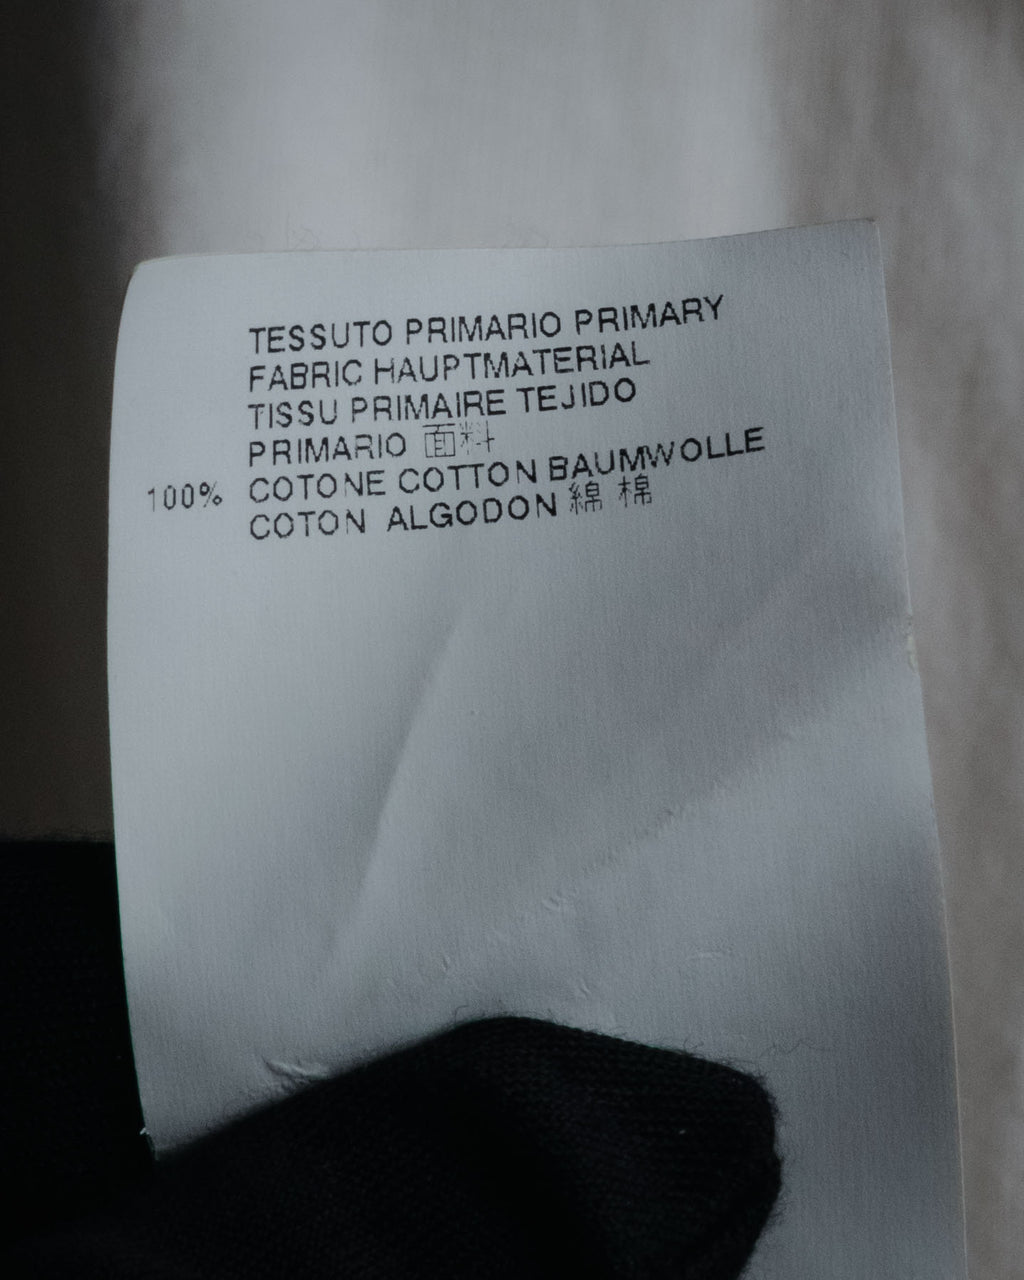 TESSUTO PRIMARIO PRIMARY
FABRIC HAUPTMATERIAL
TISSU PRIMAIRE TEJIDO
PRIMARIO 面料
100% COTONE COTTON BAUMWOLLE
COTON ALGODON 綿 棉